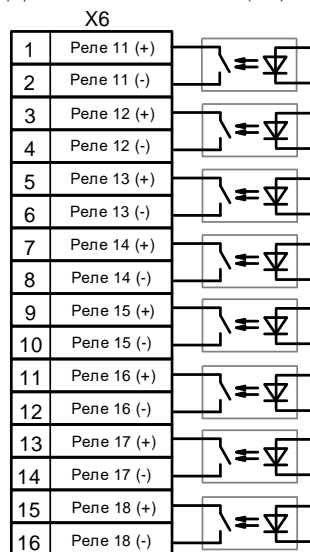 X6
1 Реле 11 (+)
2 Реле 11 (-)
3 Реле 12 (+)
4 Реле 12 (-)
5 Реле 13 (+)
6 Реле 13 (-)
7 Реле 14 (+)
8 Реле 14 (-)
9 Реле 15 (+)
10 Реле 15 (-)
11 Реле 16 (+)
12 Реле 16 (-)
13 Реле 17 (+)
14 Реле 17 (-)
15 Реле 18 (+)
16 Реле 18 (-)